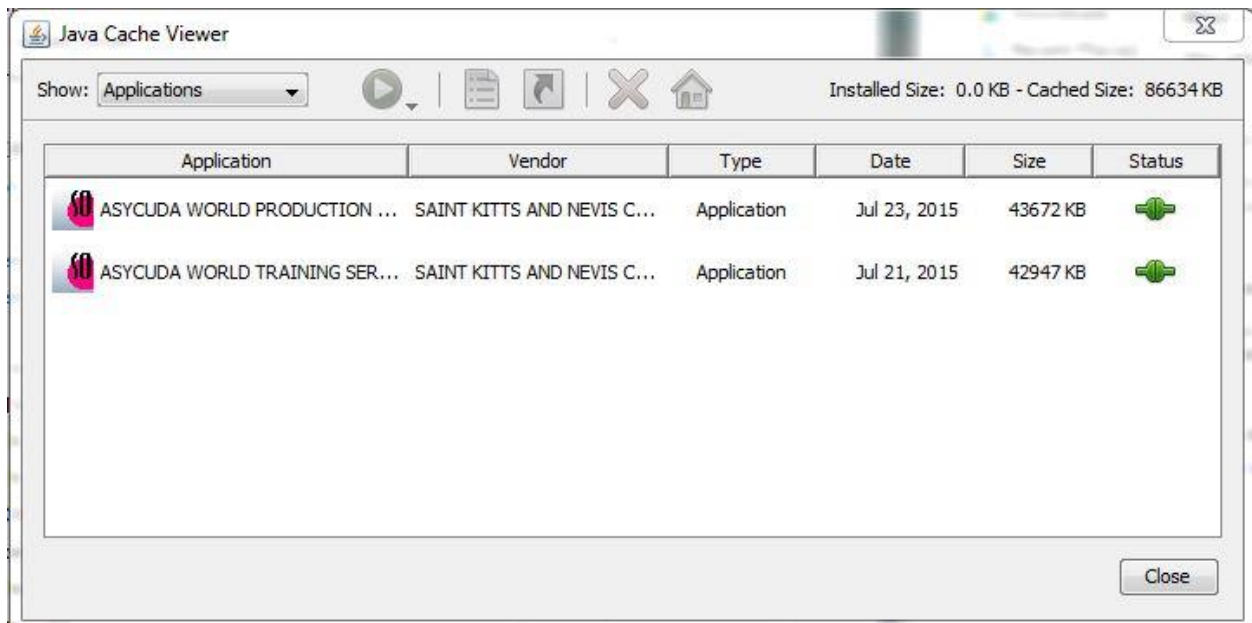 Java Cache Viewer
Show: Applications Installed Size: 0.0 KB - Cached Size: 86634 KB
Application Vendor Type Date Size Status
ASYCUDA WORLD PRODUCTION ... SAINT KITTS AND NEVIS C... Application Jul 23, 2015 43672 KB
ASYCUDA WORLD TRAINING SER... SAINT KITTS AND NEVIS C... Application Jul 21, 2015 42947 KB
Close